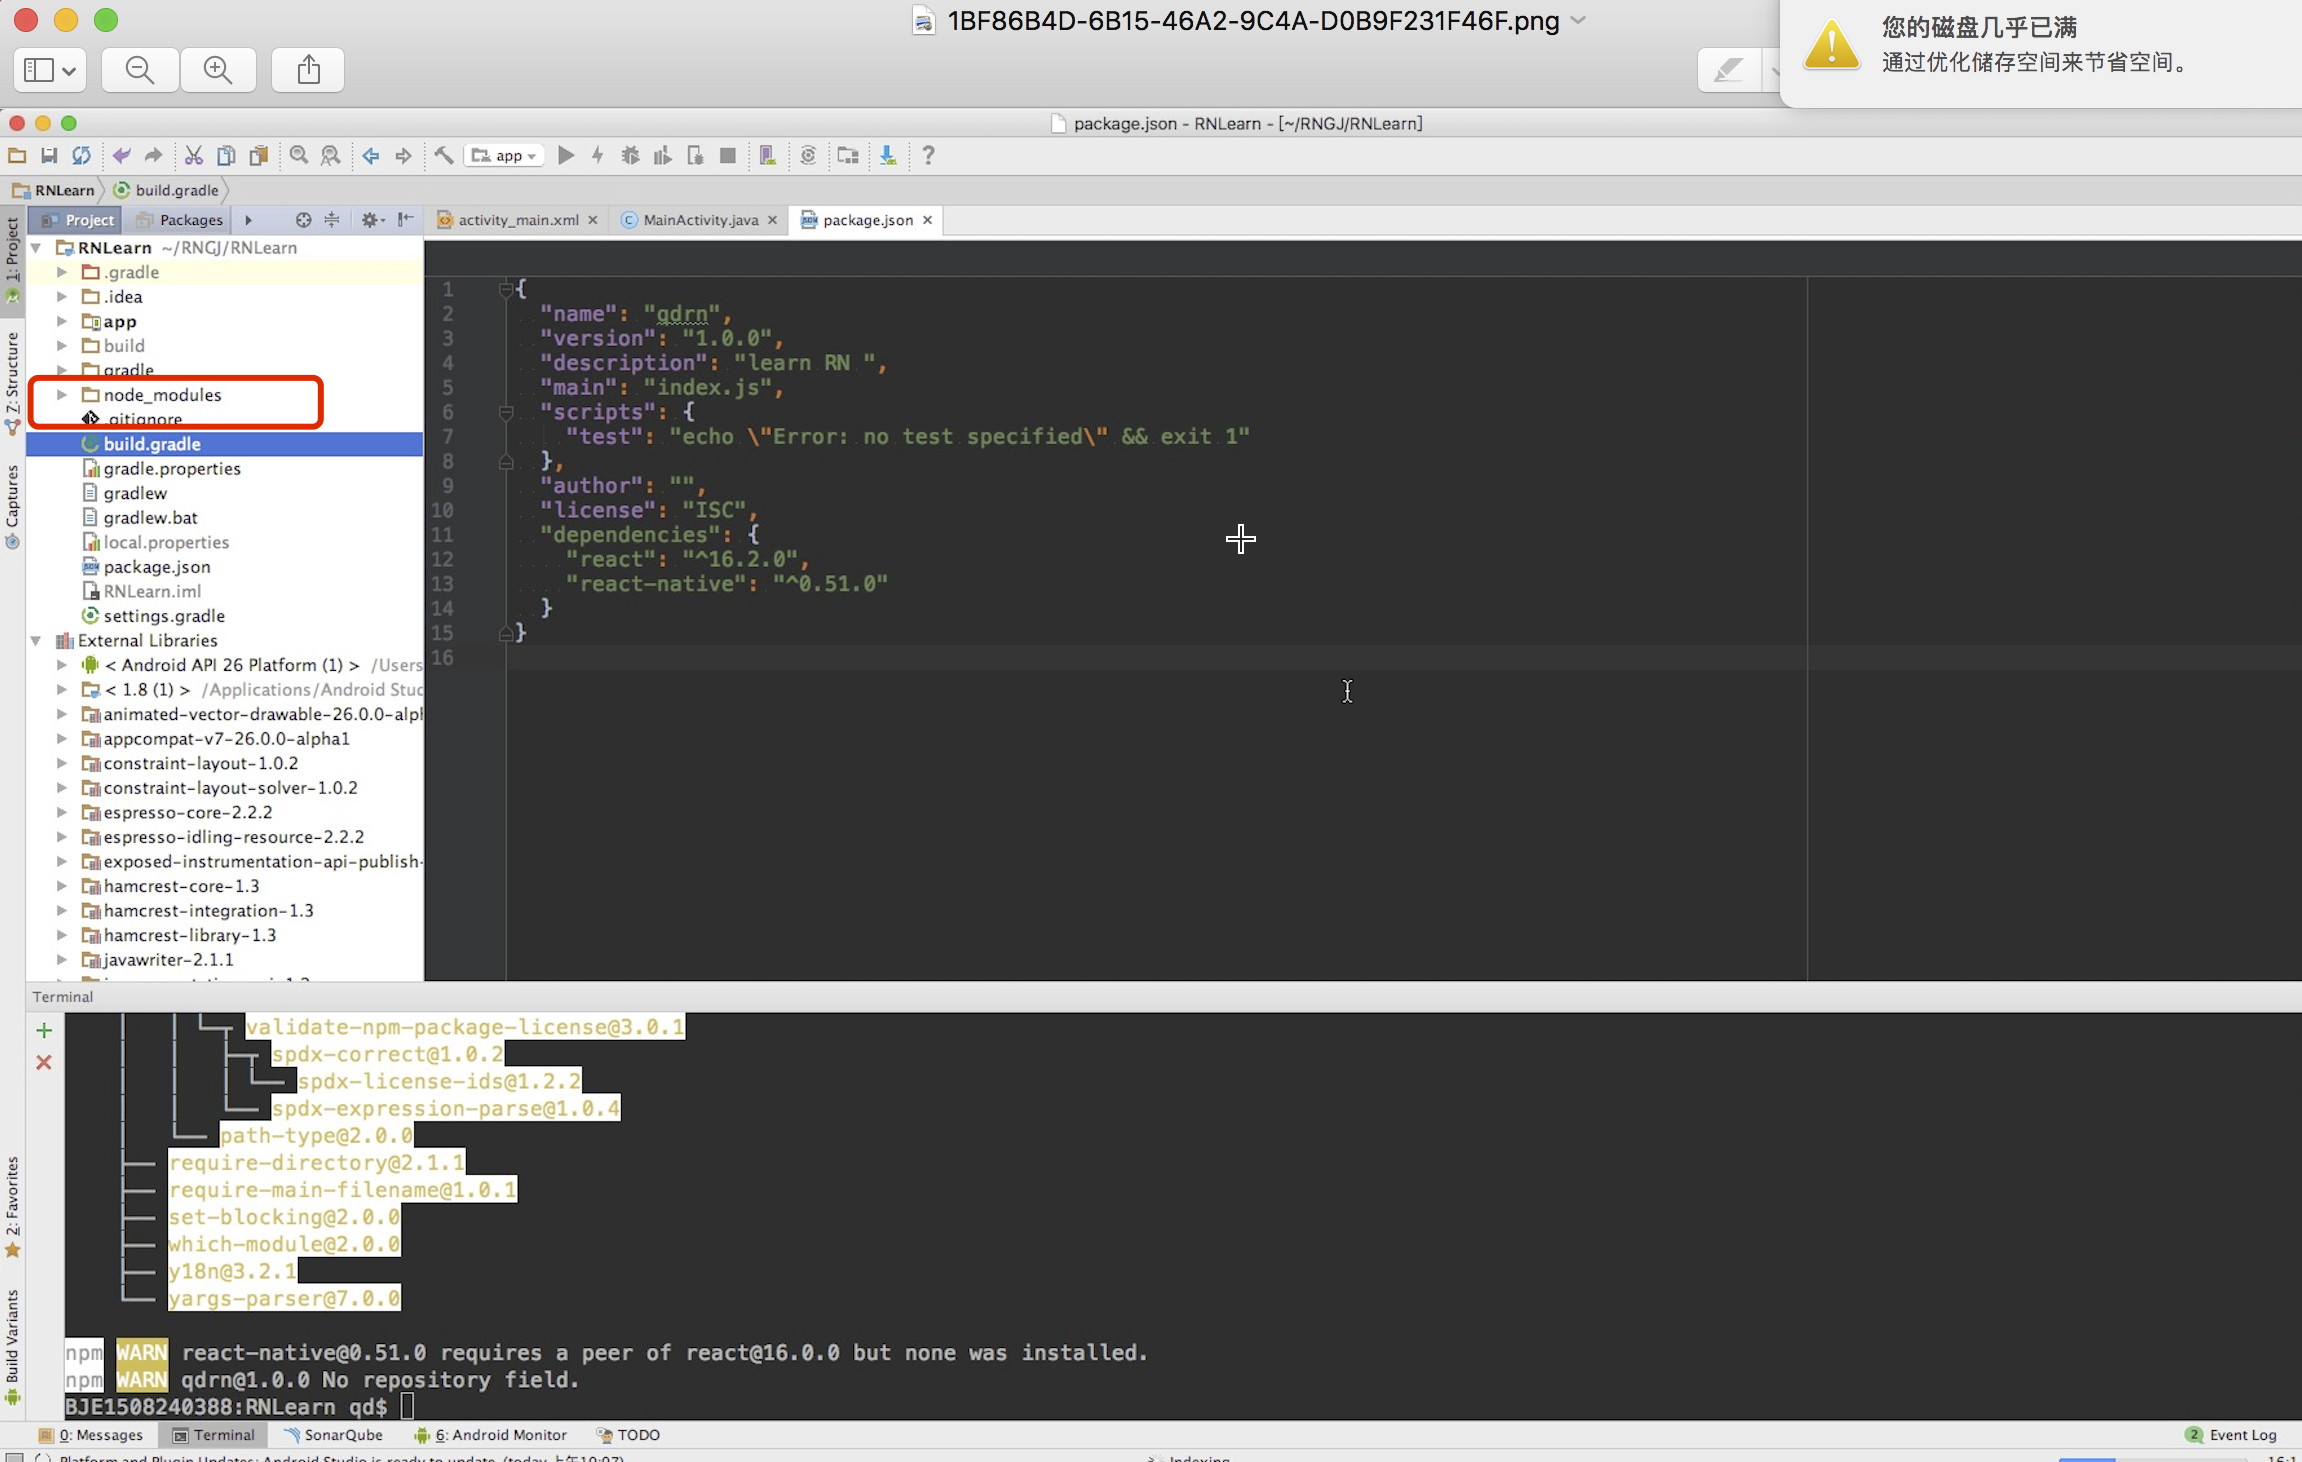 1BF86B4D-6B15-46A2-9C4A-D0B9F231F46F.png
您的磁盘几乎已满
通过优化储存空间来节省空间。
package.json - RNLearn - [~/RNGJ/RNLearn]
app
?
RNLearn
build.gradle
Project
Packages
activity_main.xml
MainActivity.java
package.json
1: Project
7: Structure
Captures
2: Favorites
Build Variants
RNLearn ~/RNGJ/RNLearn
.gradle
.idea
app
build
gradle
node_modules
.gitignore
build.gradle
gradle.properties
gradlew
gradlew.bat
local.properties
package.json
RNLearn.iml
settings.gradle
External Libraries
< Android API 26 Platform (1) > /Users
< 1.8 (1) > /Applications/Android Stud
animated-vector-drawable-26.0.0-alph
appcompat-v7-26.0.0-alpha1
constraint-layout-1.0.2
constraint-layout-solver-1.0.2
espresso-core-2.2.2
espresso-idling-resource-2.2.2
exposed-instrumentation-api-publish-
hamcrest-core-1.3
hamcrest-integration-1.3
hamcrest-library-1.3
javawriter-2.1.1
1 {
2 "name": "qdrn",
3 "version": "1.0.0",
4 "description": "learn RN ",
5 "main": "index.js",
6 "scripts": {
7 "test": "echo \"Error: no test specified\" && exit 1"
8 },
9 "author": "",
10 "license": "ISC",
11 "dependencies": {
12 "react": "^16.2.0",
13 "react-native": "^0.51.0"
14 }
15 }
16
Terminal
validate-npm-package-license@3.0.1
spdx-correct@1.0.2
spdx-license-ids@1.2.2
spdx-expression-parse@1.0.4
path-type@2.0.0
require-directory@2.1.1
require-main-filename@1.0.1
set-blocking@2.0.0
which-module@2.0.0
y18n@3.2.1
yargs-parser@7.0.0
npm WARN react-native@0.51.0 requires a peer of react@16.0.0 but none was installed.
npm WARN qdrn@1.0.0 No repository field.
BJE1508240388:RNLearn qd$
0: Messages
Terminal
SonarQube
6: Android Monitor
TODO
2 Event Log
Platform and Plugin Updates: Android Studio is ready to update. (today 上午10:07)
Indexing
16:1